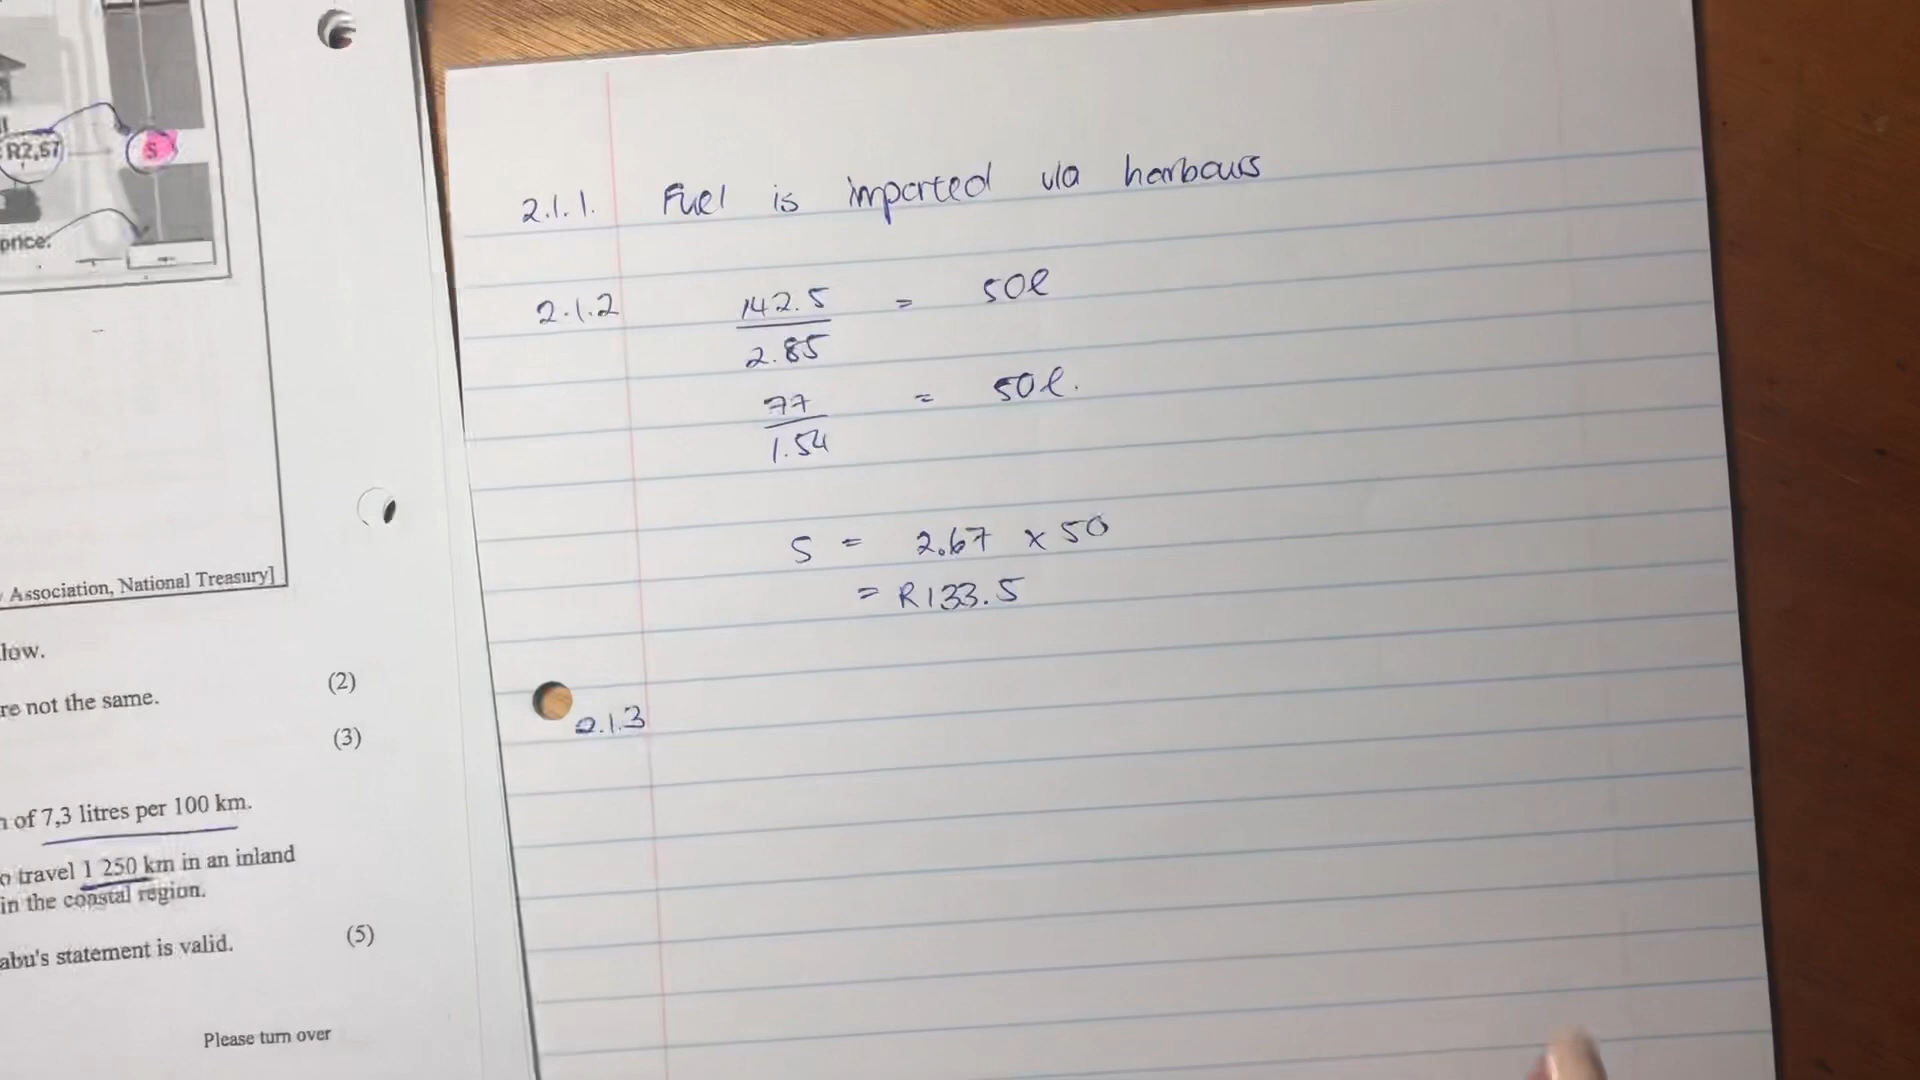 R2,67
S
price:
Association, National Treasury]
low.
re not the same.
(2)
(3)
of 7,3 litres per 100 km.
o travel 1 250 km in an inland
in the coastal region.
abu's statement is valid.
(5)
Please turn over
2.1.1. Fuel is imported via harbours
2.1.2 142.5 = 50l
2.85
77 = 50l.
1.54
S = 2.67 x 50
= R133.5
2.1.3